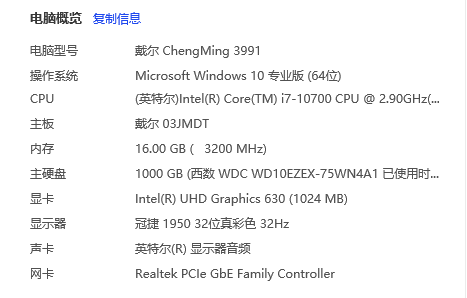 电脑概览 复制信息
电脑型号 戴尔 ChengMing 3991
操作系统 Microsoft Windows 10 专业版 (64位)
CPU (英特尔)Intel(R) Core(TM) i7-10700 CPU @ 2.90GHz(...
主板 戴尔 03JMDT
内存 16.00 GB ( 3200 MHz)
主硬盘 1000 GB (西数 WDC WD10EZEX-75WN4A1 已使用时...
显卡 Intel(R) UHD Graphics 630 (1024 MB)
显示器 冠捷 1950 32位真彩色 32Hz
声卡 英特尔(R) 显示器音频
网卡 Realtek PCIe GbE Family Controller